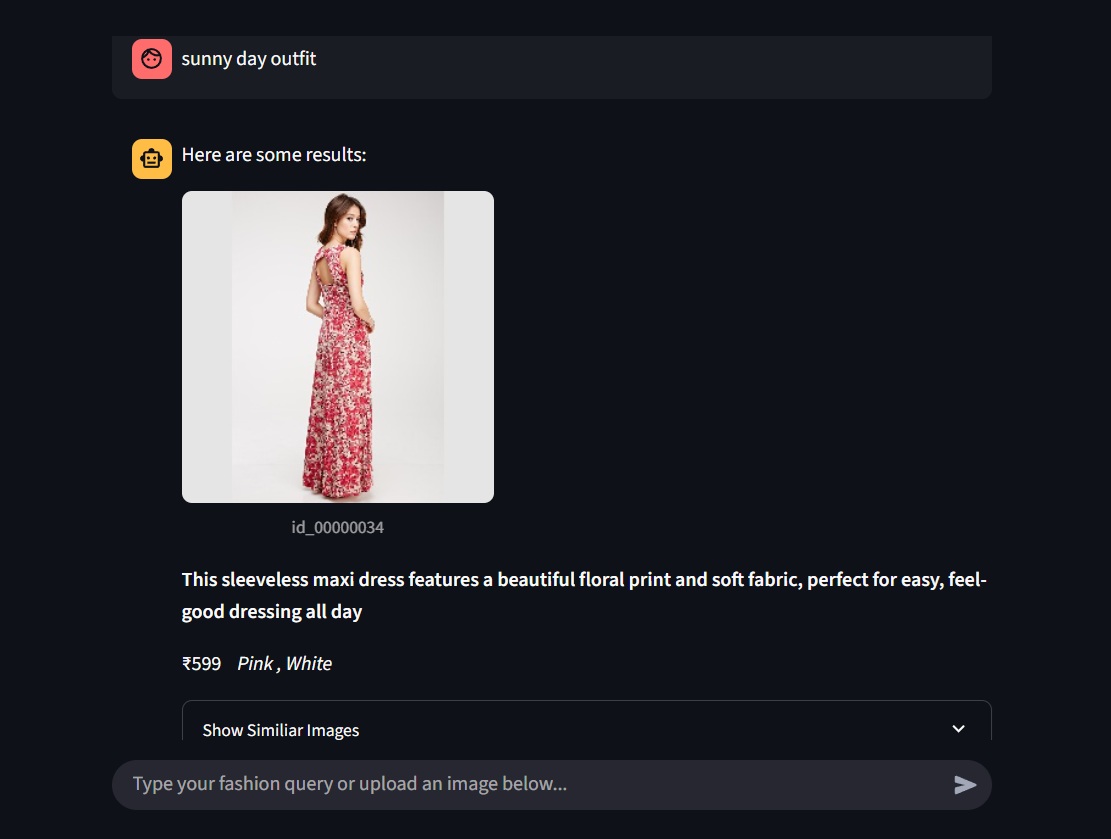 sunny day outfit
Here are some results:
id_00000034
This sleeveless maxi dress features a beautiful floral print and soft fabric, perfect for easy, feel-
good dressing all day
₹599 Pink , White
Show Similiar Images
Type your fashion query or upload an image below...